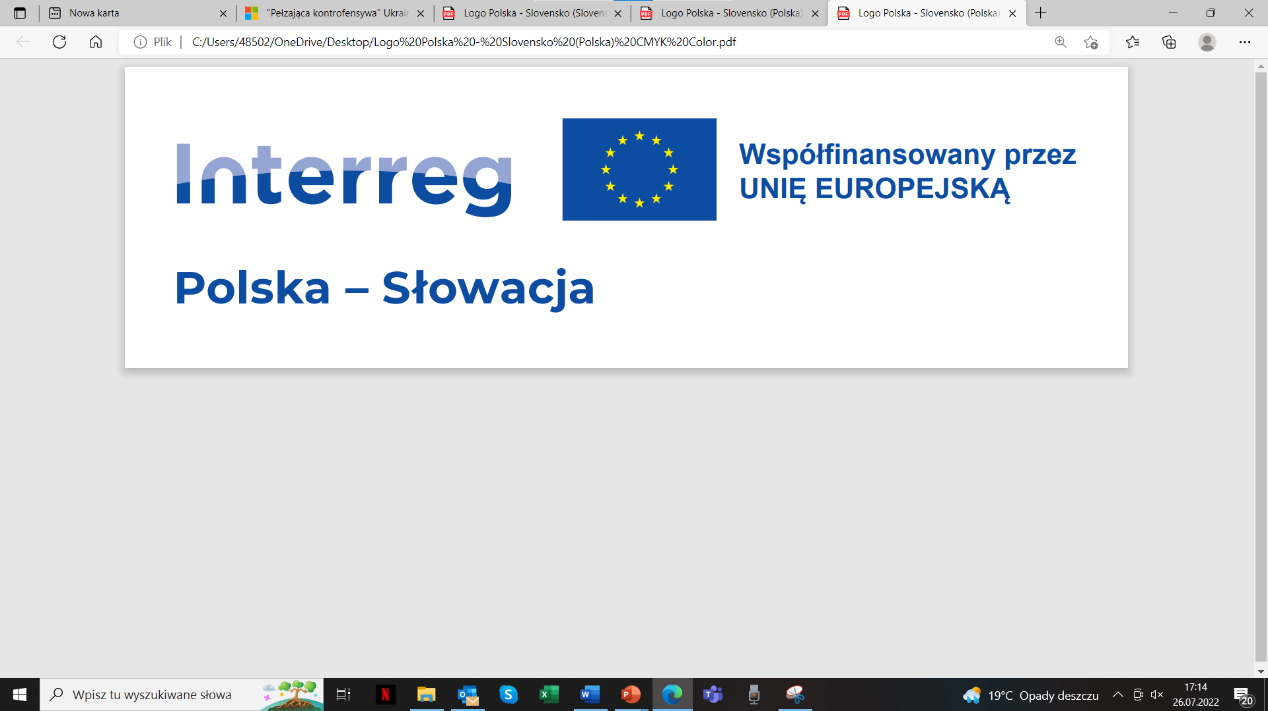 Nowa karta
"Pełzająca kontrofensywa" Ukrai
Logo Polska - Slovensko (Sloven
Logo Polska - Slovensko (Polska)
Logo Polska - Slovensko (Polska)
Plik
C:/Users/48502/OneDrive/Desktop/Logo%20Polska%20-%20Slovensko%20(Polska)%20CMYK%20Color.pdf
Interreg
Współfinansowany przez
UNIĘ EUROPEJSKĄ
Polska – Słowacja
Wpisz tu wyszukiwane słowa
19°C Opady deszczu
17:14
26.07.2022
20